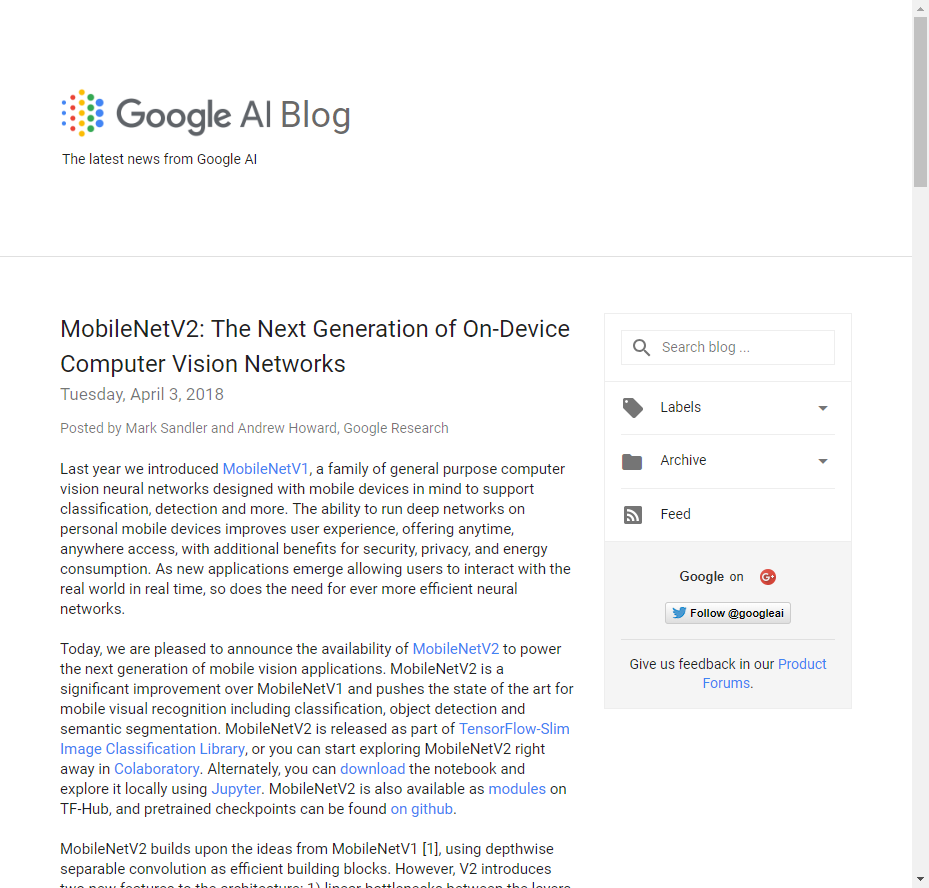 Google AI Blog
The latest news from Google AI
MobileNetV2: The Next Generation of On-Device
Computer Vision Networks
Tuesday, April 3, 2018
Posted by Mark Sandler and Andrew Howard, Google Research
Last year we introduced MobileNetV1, a family of general purpose computer
vision neural networks designed with mobile devices in mind to support
classification, detection and more. The ability to run deep networks on
personal mobile devices improves user experience, offering anytime,
anywhere access, with additional benefits for security, privacy, and energy
consumption. As new applications emerge allowing users to interact with the
real world in real time, so does the need for ever more efficient neural
networks.
Today, we are pleased to announce the availability of MobileNetV2 to power
the next generation of mobile vision applications. MobileNetV2 is a
significant improvement over MobileNetV1 and pushes the state of the art for
mobile visual recognition including classification, object detection and
semantic segmentation. MobileNetV2 is released as part of TensorFlow-Slim
Image Classification Library, or you can start exploring MobileNetV2 right
away in Colaboratory. Alternately, you can download the notebook and
explore it locally using Jupyter. MobileNetV2 is also available as modules on
TF-Hub, and pretrained checkpoints can be found on github.
MobileNetV2 builds upon the ideas from MobileNetV1 [1], using depthwise
separable convolution as efficient building blocks. However, V2 introduces
two new features to the architecture: 1) linear bottlenecks between the layers
Search blog ...
Labels
Archive
Feed
Google on G+
Follow @googleai
Give us feedback in our Product
Forums.